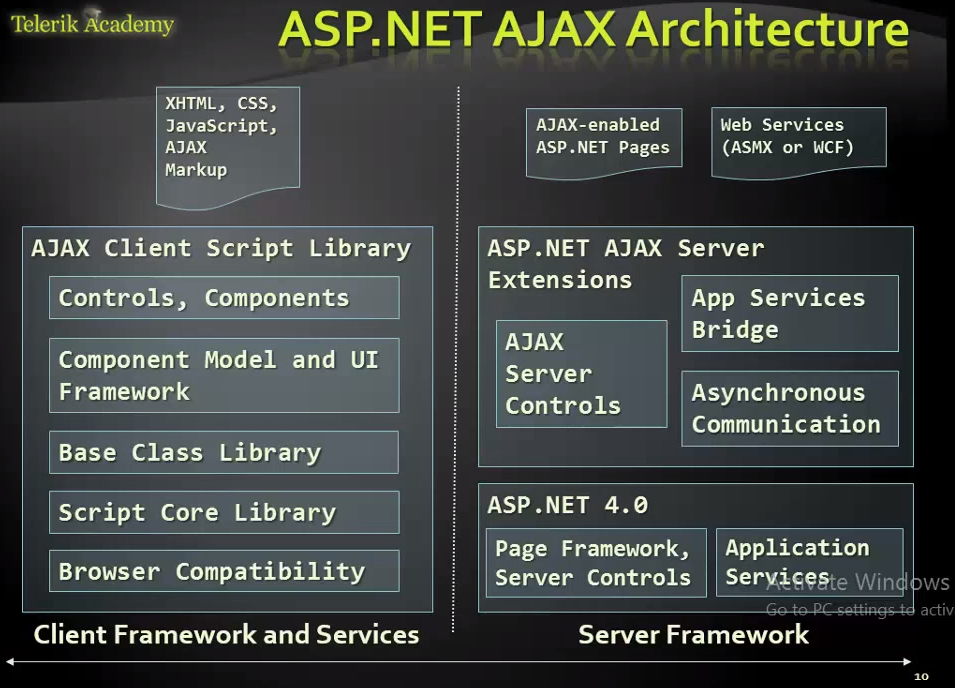 Telerik Academy
ASP.NET AJAX Architecture
XHTML, CSS,
JavaScript,
AJAX
Markup
AJAX Client Script Library
Controls, Components
Component Model and UI
Framework
Base Class Library
Script Core Library
Browser Compatibility
Client Framework and Services
AJAX-enabled
ASP.NET Pages
Web Services
(ASMX or WCF)
ASP.NET AJAX Server
Extensions
AJAX
Server
Controls
App Services
Bridge
Asynchronous
Communication
ASP.NET 4.0
Page Framework,
Server Controls
Application
Services
Activate Windows
Go to PC settings to activ
Server Framework
10